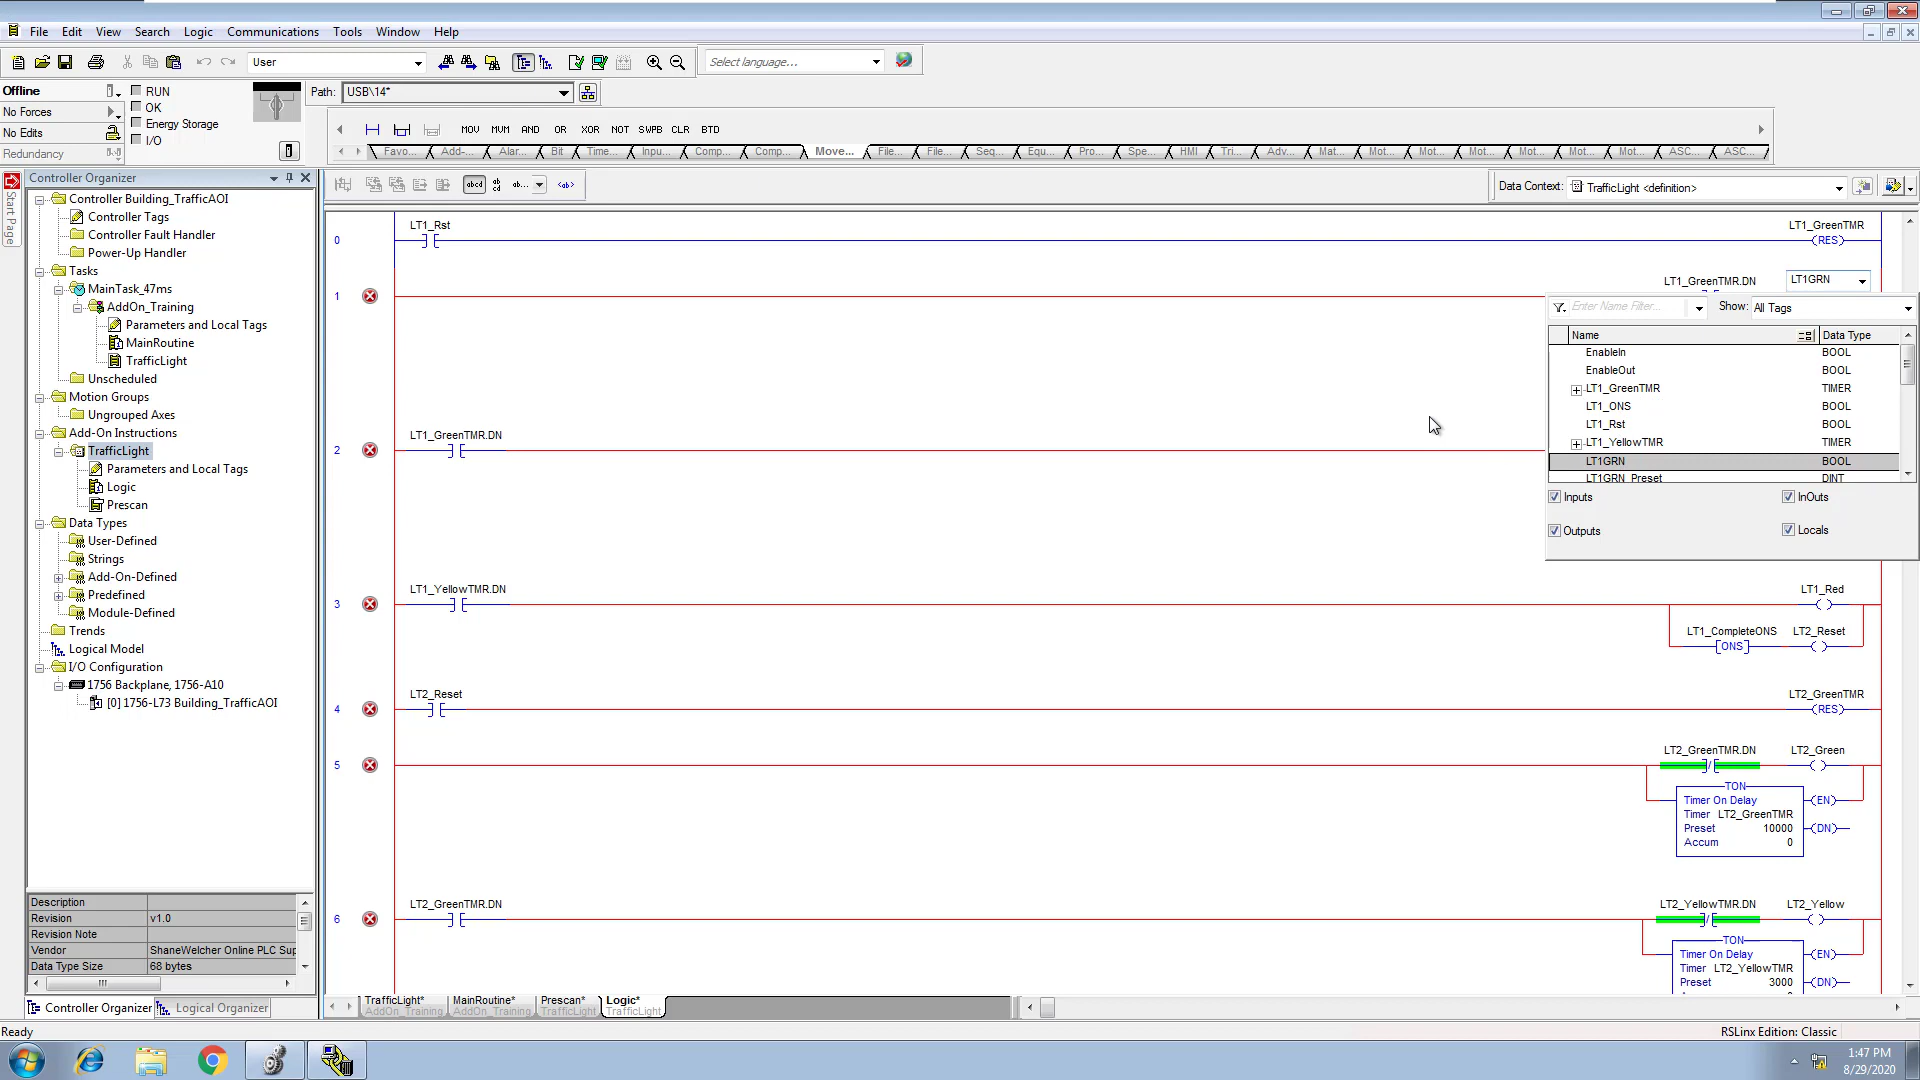 File Edit View Search Logic Communications Tools Window Help
User
Select language...
Offline
RUN
Path: USB\14*
No Forces
OK
No Edits
Energy Storage
I/O
Redundancy
MOV MVM AND OR XOR NOT SWPB CLR BTD
Favo... Add-... Alar... Bit Time... Inpu... Comp... Comp... Move... File... File... Seq... Equ... Pro... Spe... HMI Tri... Adv... Mat... Mot... Mot... Mot... Mot... Mot... Mot... ASC... ASC...
Start Page
Controller Organizer
Data Context: TrafficLight <definition>
Controller Building_TrafficAOI
Controller Tags
Controller Fault Handler
Power-Up Handler
Tasks
MainTask_47ms
AddOn_Training
Parameters and Local Tags
MainRoutine
TrafficLight
Unscheduled
Motion Groups
Ungrouped Axes
Add-On Instructions
TrafficLight
Parameters and Local Tags
Logic
Prescan
Data Types
User-Defined
Strings
Add-On-Defined
Predefined
Module-Defined
Trends
Logical Model
I/O Configuration
1756 Backplane, 1756-A10
[0] 1756-L73 Building_TrafficAOI
Description
Revision v1.0
Revision Note
Vendor ShaneWelcher Online PLC Sup
Data Type Size 68 bytes
Controller Organizer Logical Organizer
abcd ab cd ab... <ab>
LT1_Rst LT1_GreenTMR
0 RES
LT1_GreenTMR.DN LT1GRN
1
Enter Name Filter... Show: All Tags
Name Data Type
EnableIn BOOL
EnableOut BOOL
LT1_GreenTMR TIMER
LT1_ONS BOOL
LT1_Rst BOOL
LT1_YellowTMR TIMER
LT1GRN BOOL
LT1GRN_Preset DINT
Inputs InOuts
Outputs Locals
LT1_GreenTMR.DN
2
LT1_YellowTMR.DN LT1_Red
3
LT1_CompleteONS LT2_Reset
ONS
LT2_Reset LT2_GreenTMR
4 RES
LT2_GreenTMR.DN LT2_Green
5
TON
Timer On Delay EN
Timer LT2_GreenTMR
Preset 10000 DN
Accum 0
LT2_GreenTMR.DN LT2_YellowTMR.DN LT2_Yellow
6
TON
Timer On Delay EN
Timer LT2_YellowTMR
Preset 3000 DN
TrafficLight* MainRoutine* Prescan* Logic*
AddOn_Training AddOn_Training TrafficLight TrafficLight
Ready RSLinx Edition: Classic
1:47 PM
8/29/2020